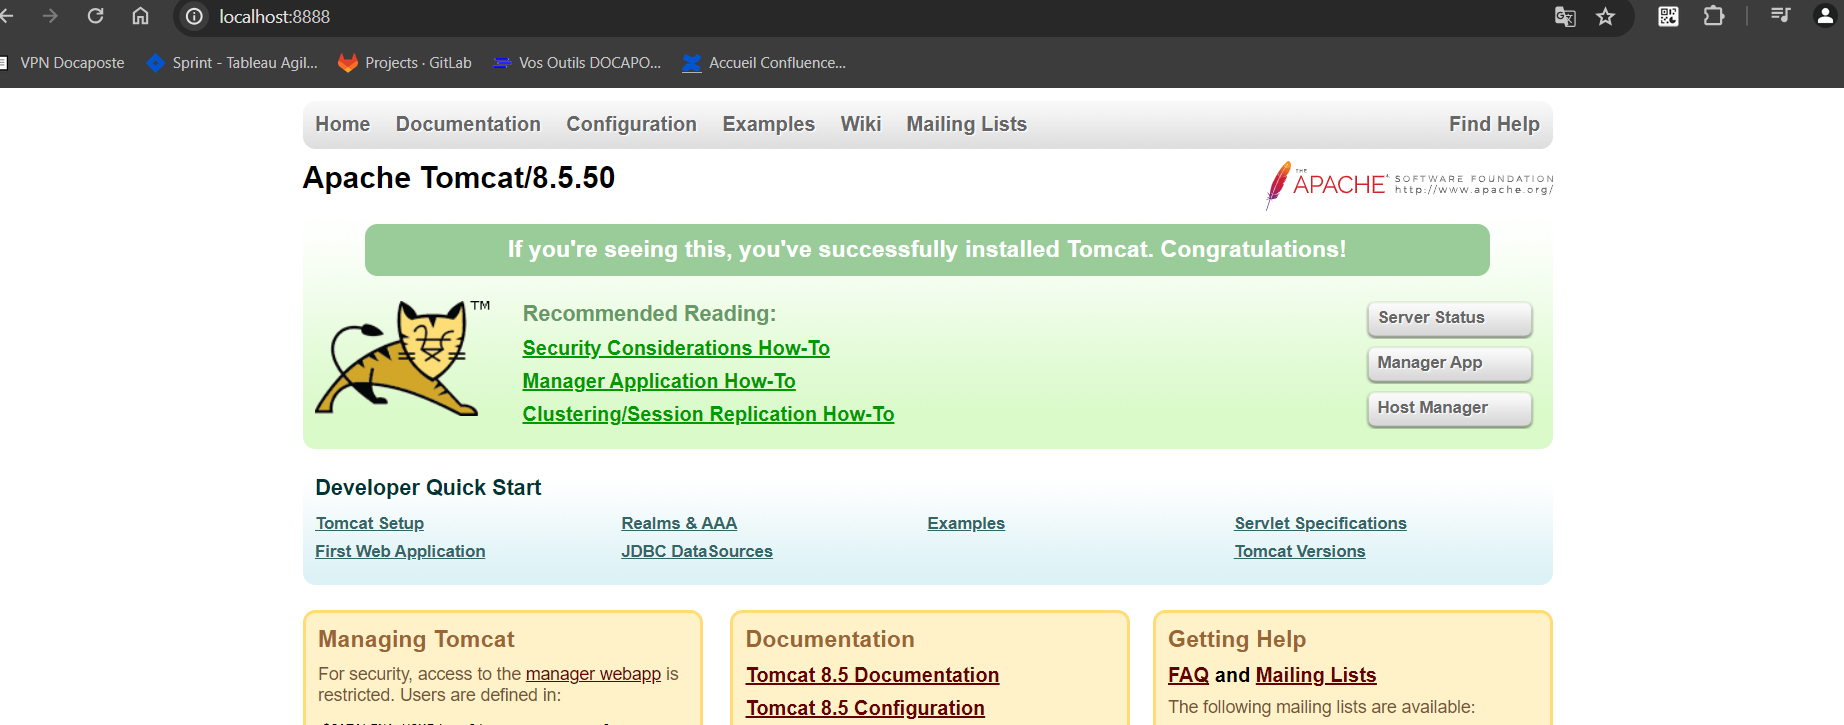 localhost:8888
VPN Docaposte Sprint - Tableau Agil... Projects · GitLab Vos Outils DOCAPO... Accueil Confluence...
Home Documentation Configuration Examples Wiki Mailing Lists Find Help
Apache Tomcat/8.5.50
THE APACHE SOFTWARE FOUNDATION
http://www.apache.org/
If you're seeing this, you've successfully installed Tomcat. Congratulations!
TM
Recommended Reading:
Security Considerations How-To
Manager Application How-To
Clustering/Session Replication How-To
Server Status
Manager App
Host Manager
Developer Quick Start
Tomcat Setup Realms & AAA Examples Servlet Specifications
First Web Application JDBC DataSources Tomcat Versions
Managing Tomcat
For security, access to the manager webapp is
restricted. Users are defined in:
Documentation
Tomcat 8.5 Documentation
Tomcat 8.5 Configuration
Getting Help
FAQ and Mailing Lists
The following mailing lists are available: